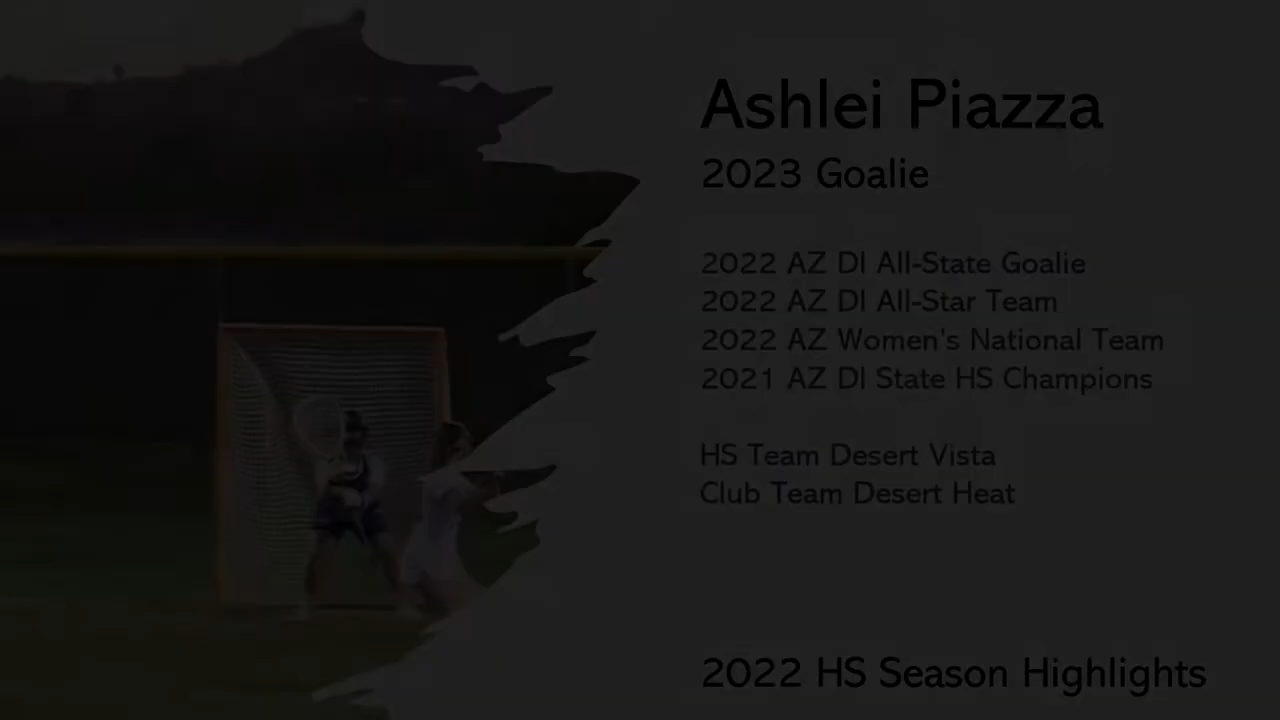 Ashlei Piazza
2023 Goalie
2022 AZ DI All-State Goalie
2022 AZ DI All-Star Team
2022 AZ Women's National Team
2021 AZ DI State HS Champions
HS Team Desert Vista
Club Team Desert Heat
2022 HS Season Highlights